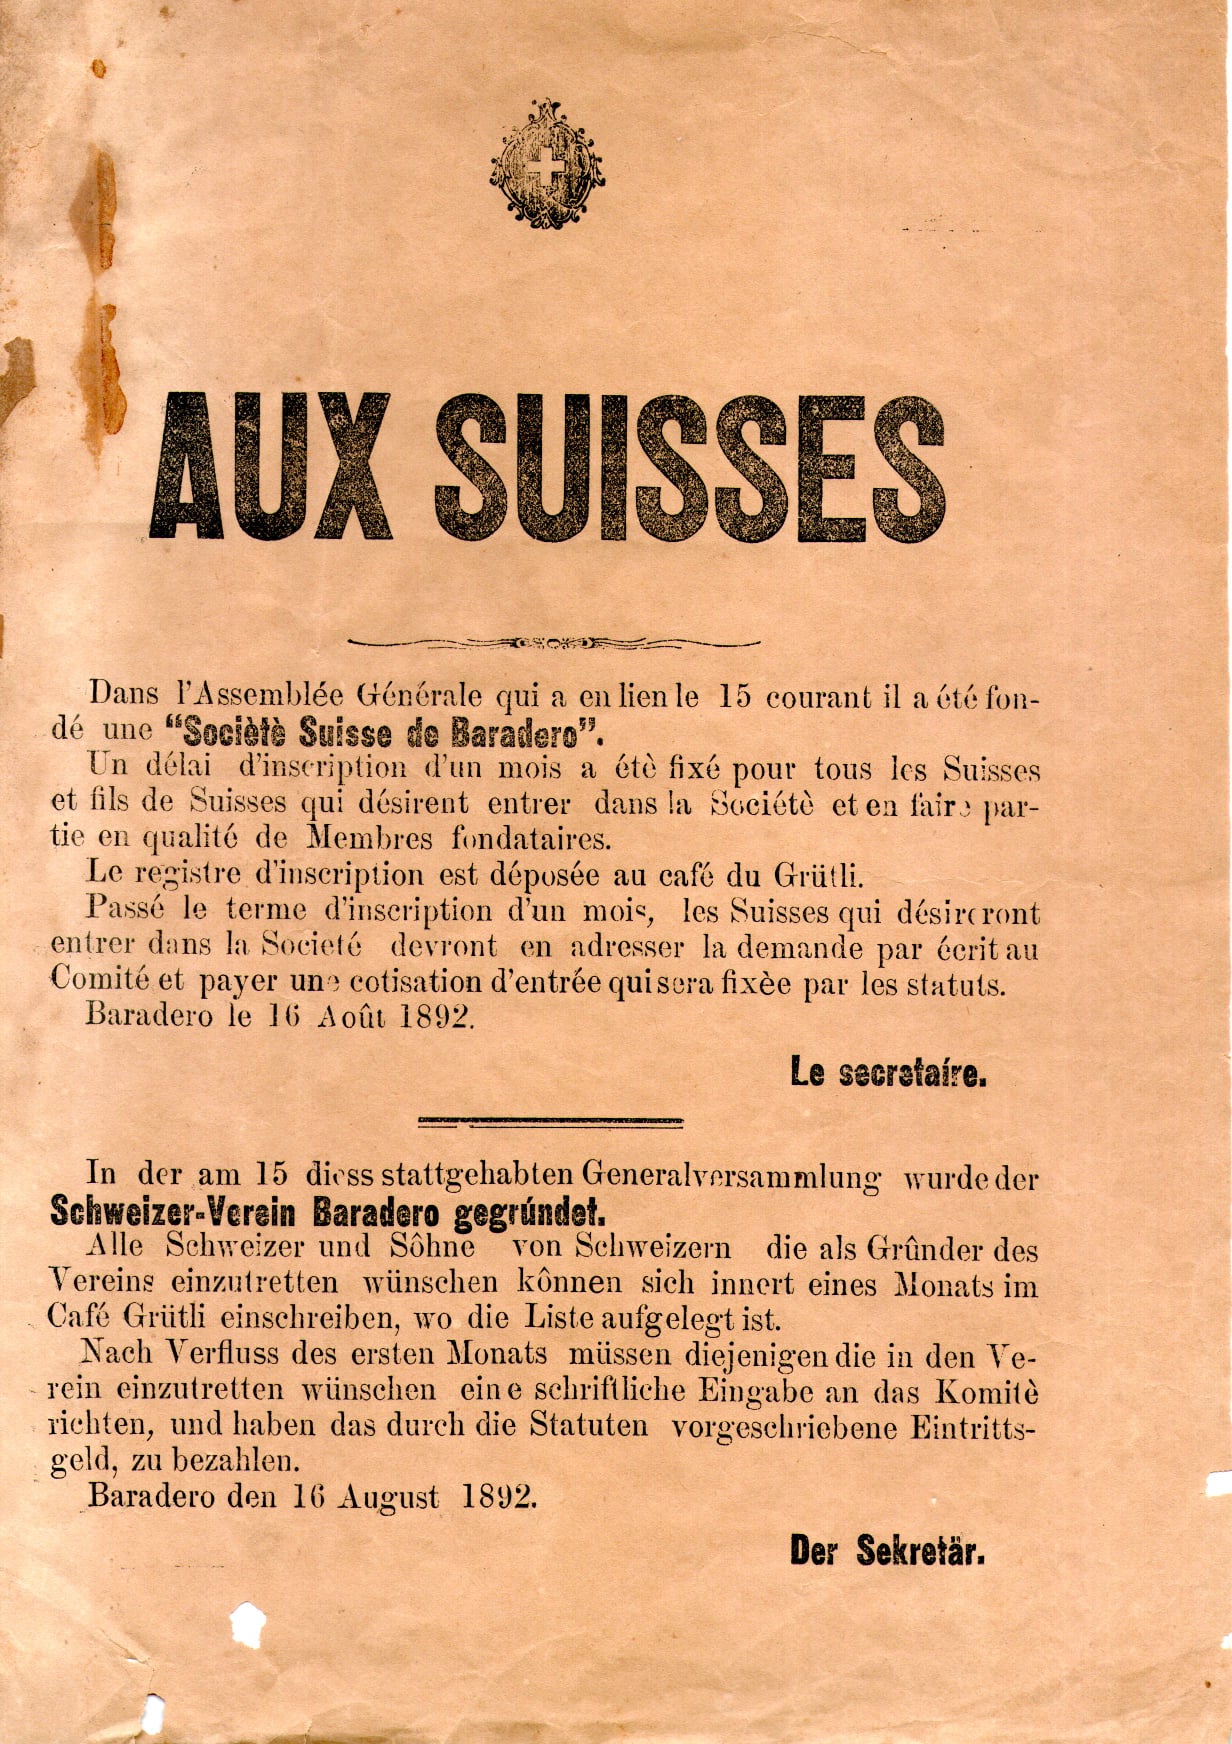 AUX SUISSES
Dans l'Assemblée Générale qui a en lien le 15 courant il a été fon-
dé une “Sociètè Suisse de Baradero”.
Un délai d'inscription d'un mois a étè fixé pour tous les Suisses
et fils de Suisses qui désirent entrer dans la Sociétè et en faire par-
tie en qualité de Membres fondataires.
Le registre d'inscription est déposée au café du Grütli.
Passé le terme d'inscription d'un mois, les Suisses qui désireront
entrer dans la Societé devront en adresser la demande par écrit au
Comité et payer une cotisation d'entrée qui sera fixèe par les statuts.
Baradero le 16 Août 1892.
Le secretaíre.
In der am 15 diess stattgehabten Generalversammlung wurde der
Schweizer-Verein Baradero gegründet.
Alle Schweizer und Sôhne von Schweizern die als Grûnder des
Vereins einzutretten wünschen kônnen sich innert eines Monats im
Café Grütli einschreiben, wo die Liste aufgelegt ist.
Nach Verfluss des ersten Monats müssen diejenigen die in den Ve-
rein einzutretten wünschen eine schriftliche Eingabe an das Komitè
richten, und haben das durch die Statuten vorgeschriebene Eintritts-
geld, zu bezahlen.
Baradero den 16 August 1892.
Der Sekretär.